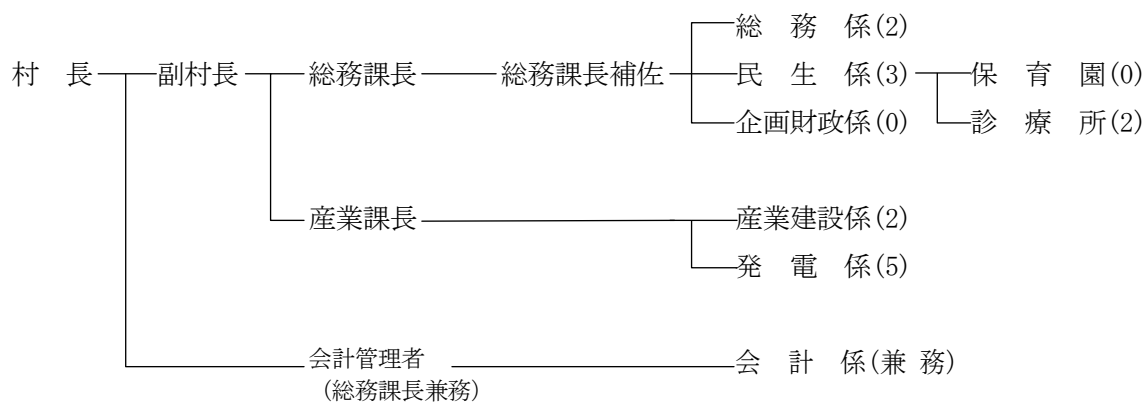 総　務　係(2)
村　長 副村長 総務課長 総務課長補佐 民　生　係(3) 保　育　園(0)
企画財政係(0) 診　療　所(2)
産業課長 産業建設係(2)
発　電　係(5)
会計管理者 会　計　係(兼 務)
(総務課長兼務)